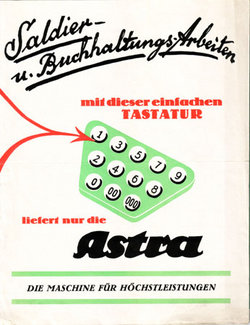 Saldier-
u. Buchhaltungs-Arbeiten
mit dieser einfachen
TASTATUR
1 3 5 7 9
2 4 6 8
0 00 000
liefert nur die
Astra
DIE MASCHINE FÜR HÖCHSTLEISTUNGEN